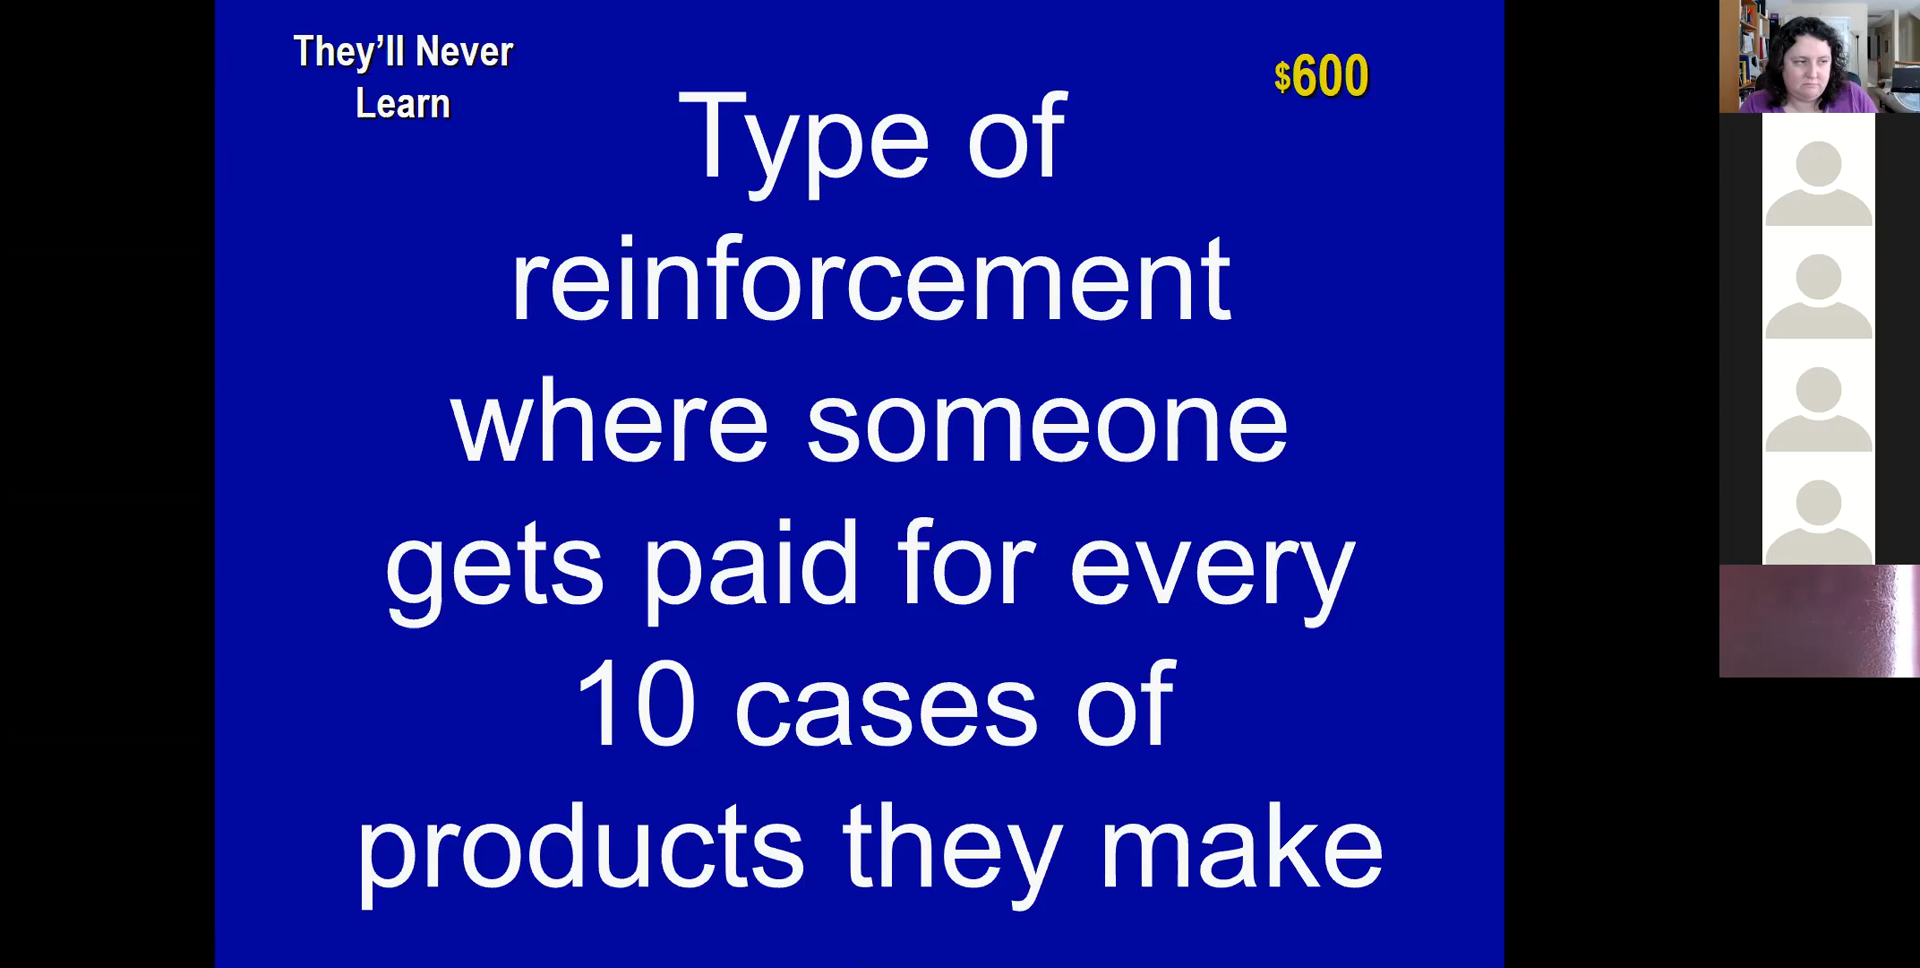 They’ll Never
Learn
$600
Type of
reinforcement
where someone
gets paid for every
10 cases of
products they make